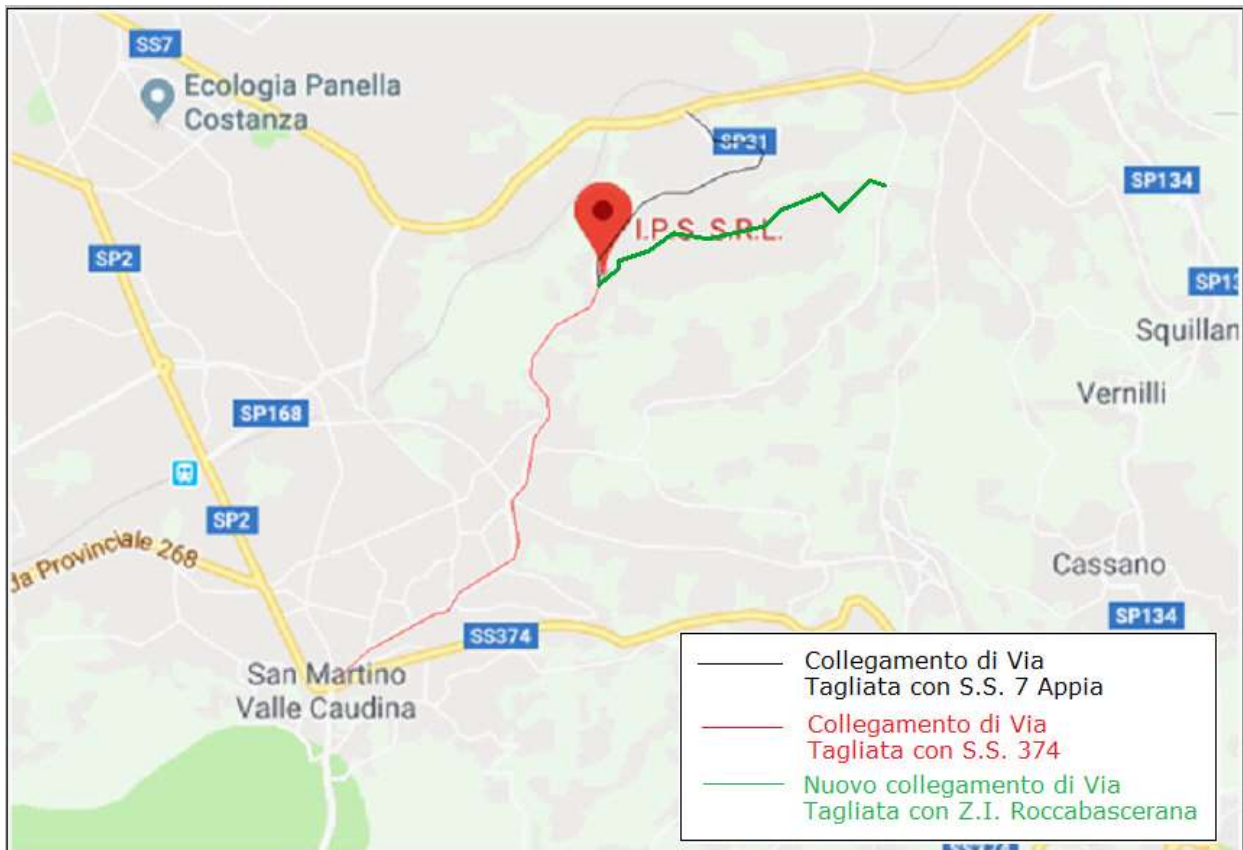 SS7
Ecologia Panella
Costanza
SP31
SP134
I.P.S. S.R.L.
SP2
SP13
Squillan
Vernilli
SP168
SP2
da Provinciale 268
Cassano
SP134
SS374
San Martino
Valle Caudina
Collegamento di Via
Tagliata con S.S. 7 Appia
Collegamento di Via
Tagliata con S.S. 374
Nuovo collegamento di Via
Tagliata con Z.I. Roccabascerana